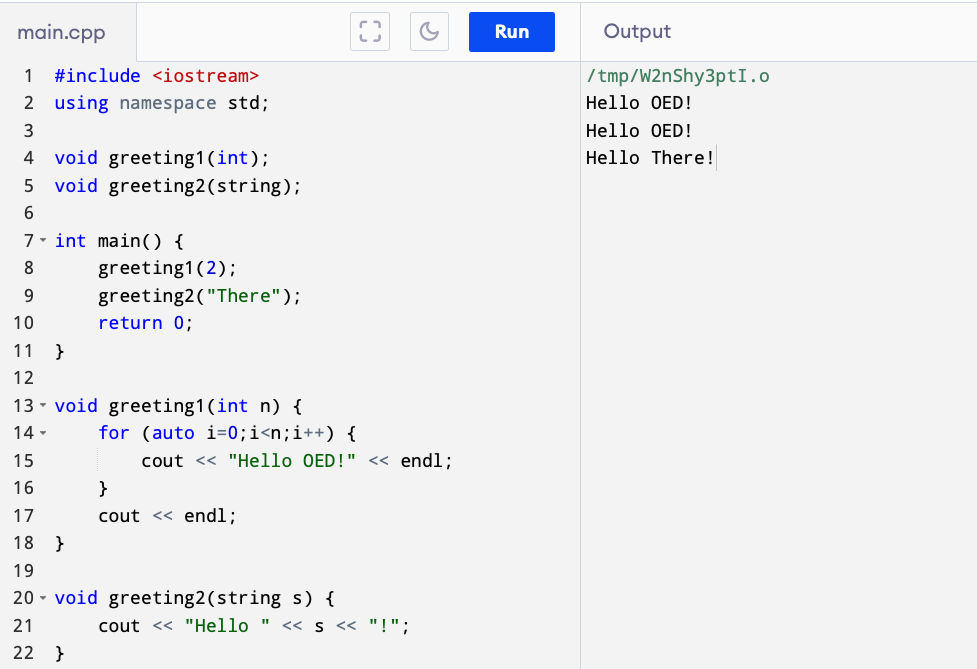 main.cpp
Run
Output
1 #include <iostream>
2 using namespace std;
3
4 void greeting1(int);
5 void greeting2(string);
6
7 int main() {
8     greeting1(2);
9     greeting2("There");
10     return 0;
11 }
12
13 void greeting1(int n) {
14     for (auto i=0;i<n;i++) {
15         cout << "Hello OED!" << endl;
16     }
17     cout << endl;
18 }
19
20 void greeting2(string s) {
21     cout << "Hello " << s << "!";
22 }
/tmp/W2nShy3ptI.o
Hello OED!
Hello OED!
Hello There!